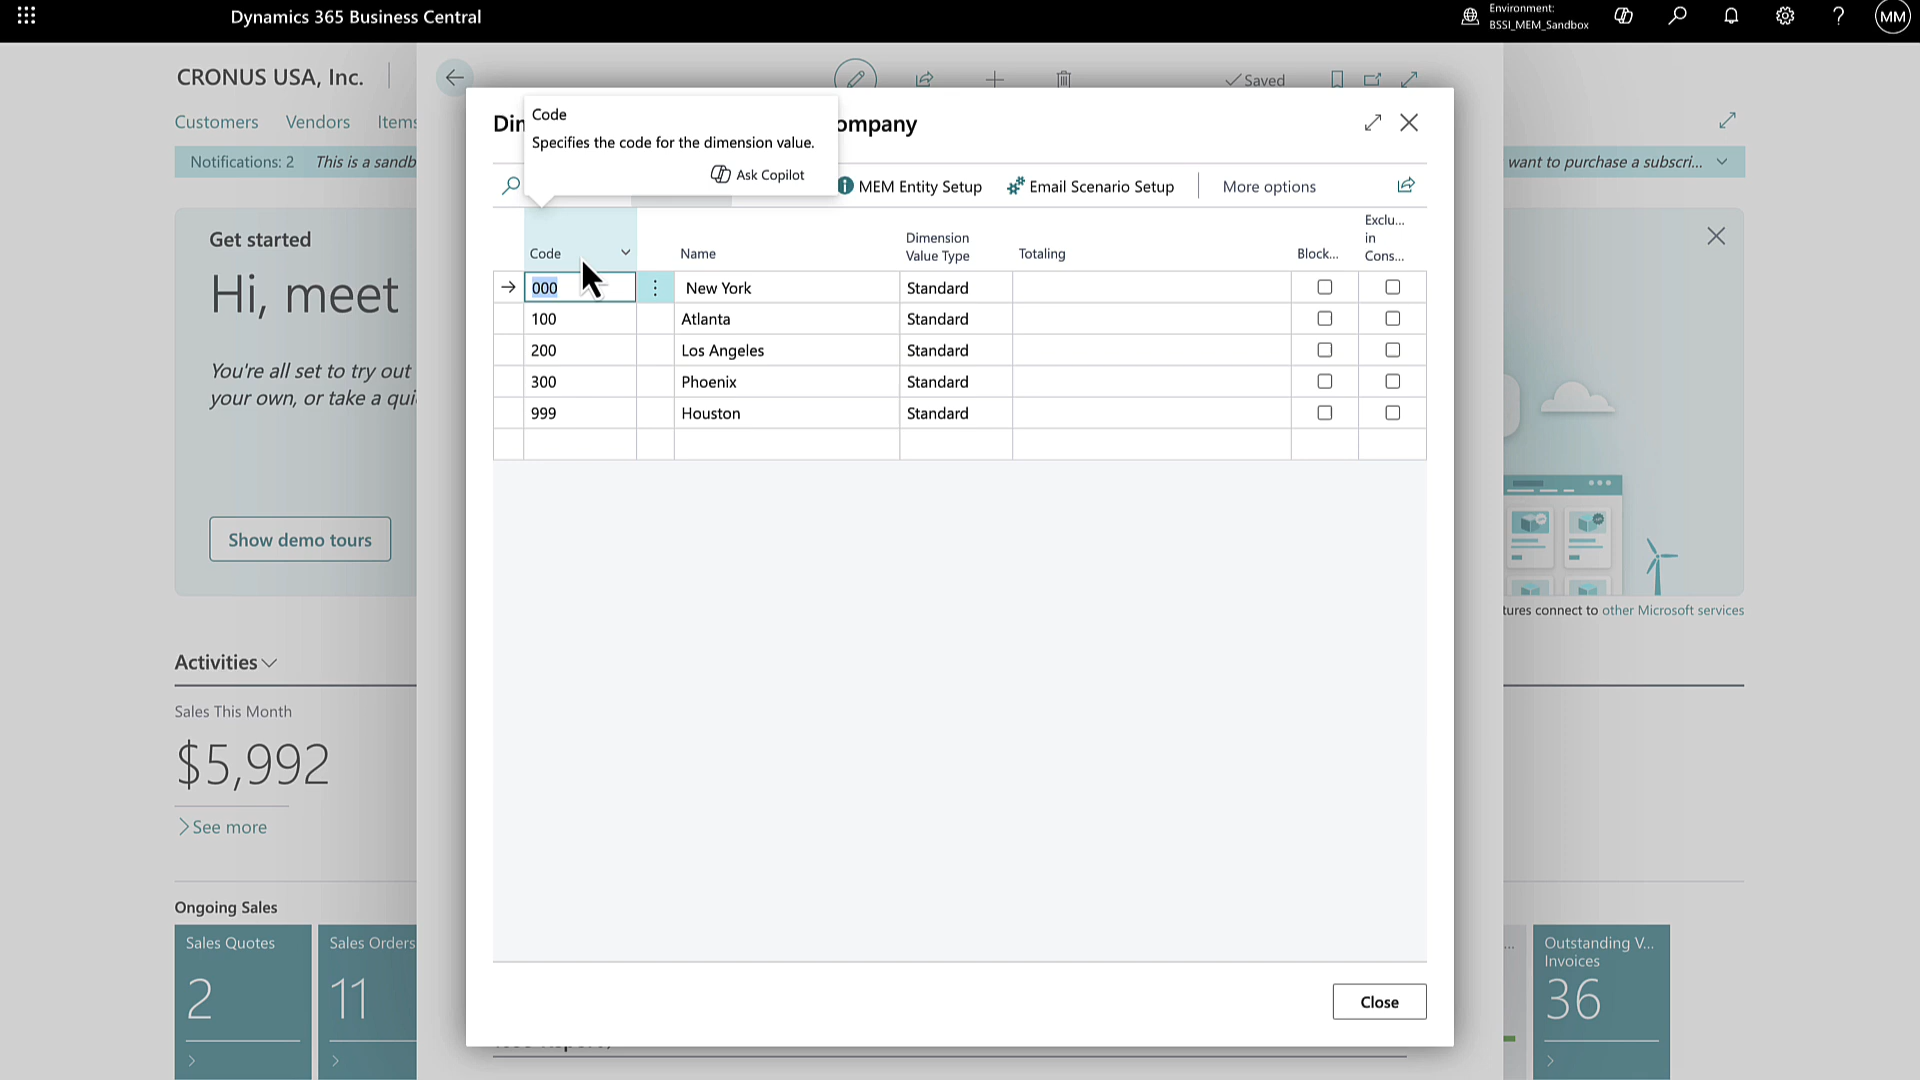 Dynamics 365 Business Central
Environment:
BSSI_MEM_Sandbox
MM
CRONUS USA, Inc.
Saved
Customers
Vendors
Items
Notifications: 2
This is a sandb
want to purchase a subscri...
Code
Specifies the code for the dimension value.
Ask Copilot
Din
ompany
MEM Entity Setup
Email Scenario Setup
More options
Code
Name
Dimension
Value Type
Totaling
Block...
Exclu...
in
Cons...
000
New York
Standard
100
Atlanta
Standard
200
Los Angeles
Standard
300
Phoenix
Standard
999
Houston
Standard
Get started
Hi, meet
You're all set to try out
your own, or take a qui
Show demo tours
tures connect to other Microsoft services
Activities
Sales This Month
$5,992
See more
Ongoing Sales
Sales Quotes
2
Sales Orders
11
...
Outstanding V...
Invoices
36
Close